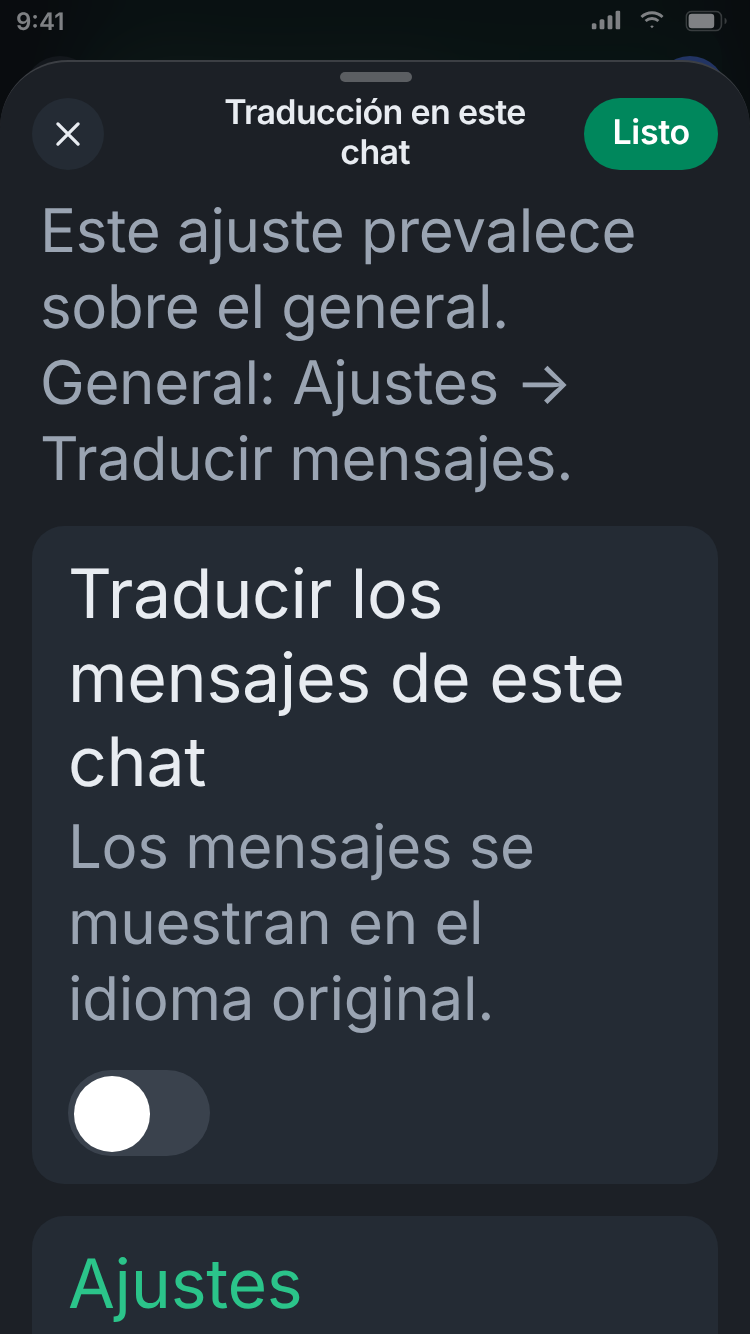 9:41
Traducción en este
chat
Listo
Este ajuste prevalece
sobre el general.
General: Ajustes →
Traducir mensajes.
Traducir los
mensajes de este
chat
Los mensajes se
muestran en el
idioma original.
Ajustes